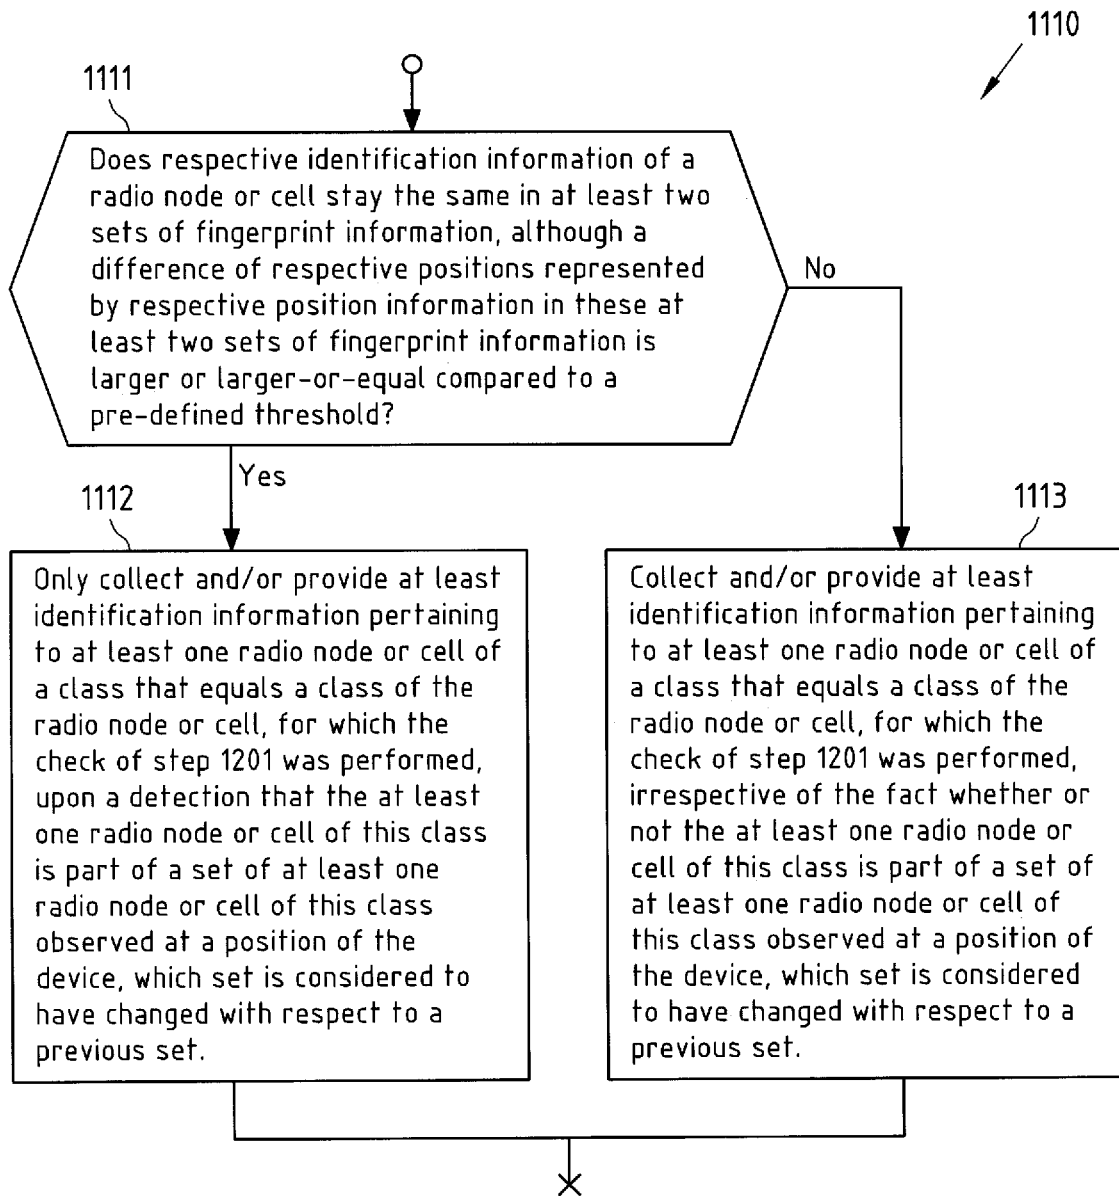 1110
1111
Does respective identification information of a
radio node or cell stay the same in at least two
sets of fingerprint information, although a
difference of respective positions represented
by respective position information in these at
least two sets of fingerprint information is
larger or larger-or-equal compared to a
pre-defined threshold?
No
Yes
1112
Only collect and/or provide at least
identification information pertaining
to at least one radio node or cell of
a class that equals a class of the
radio node or cell, for which the
check of step 1201 was performed,
upon a detection that the at least
one radio node or cell of this class
is part of a set of at least one
radio node or cell of this class
observed at a position of the
device, which set is considered to
have changed with respect to a
previous set.
1113
Collect and/or provide at least
identification information pertaining
to at least one radio node or cell of
a class that equals a class of the
radio node or cell, for which the
check of step 1201 was performed,
irrespective of the fact whether or
not the at least one radio node or
cell of this class is part of a set of
at least one radio node or cell of
this class observed at a position of
the device, which set is considered
to have changed with respect to a
previous set.